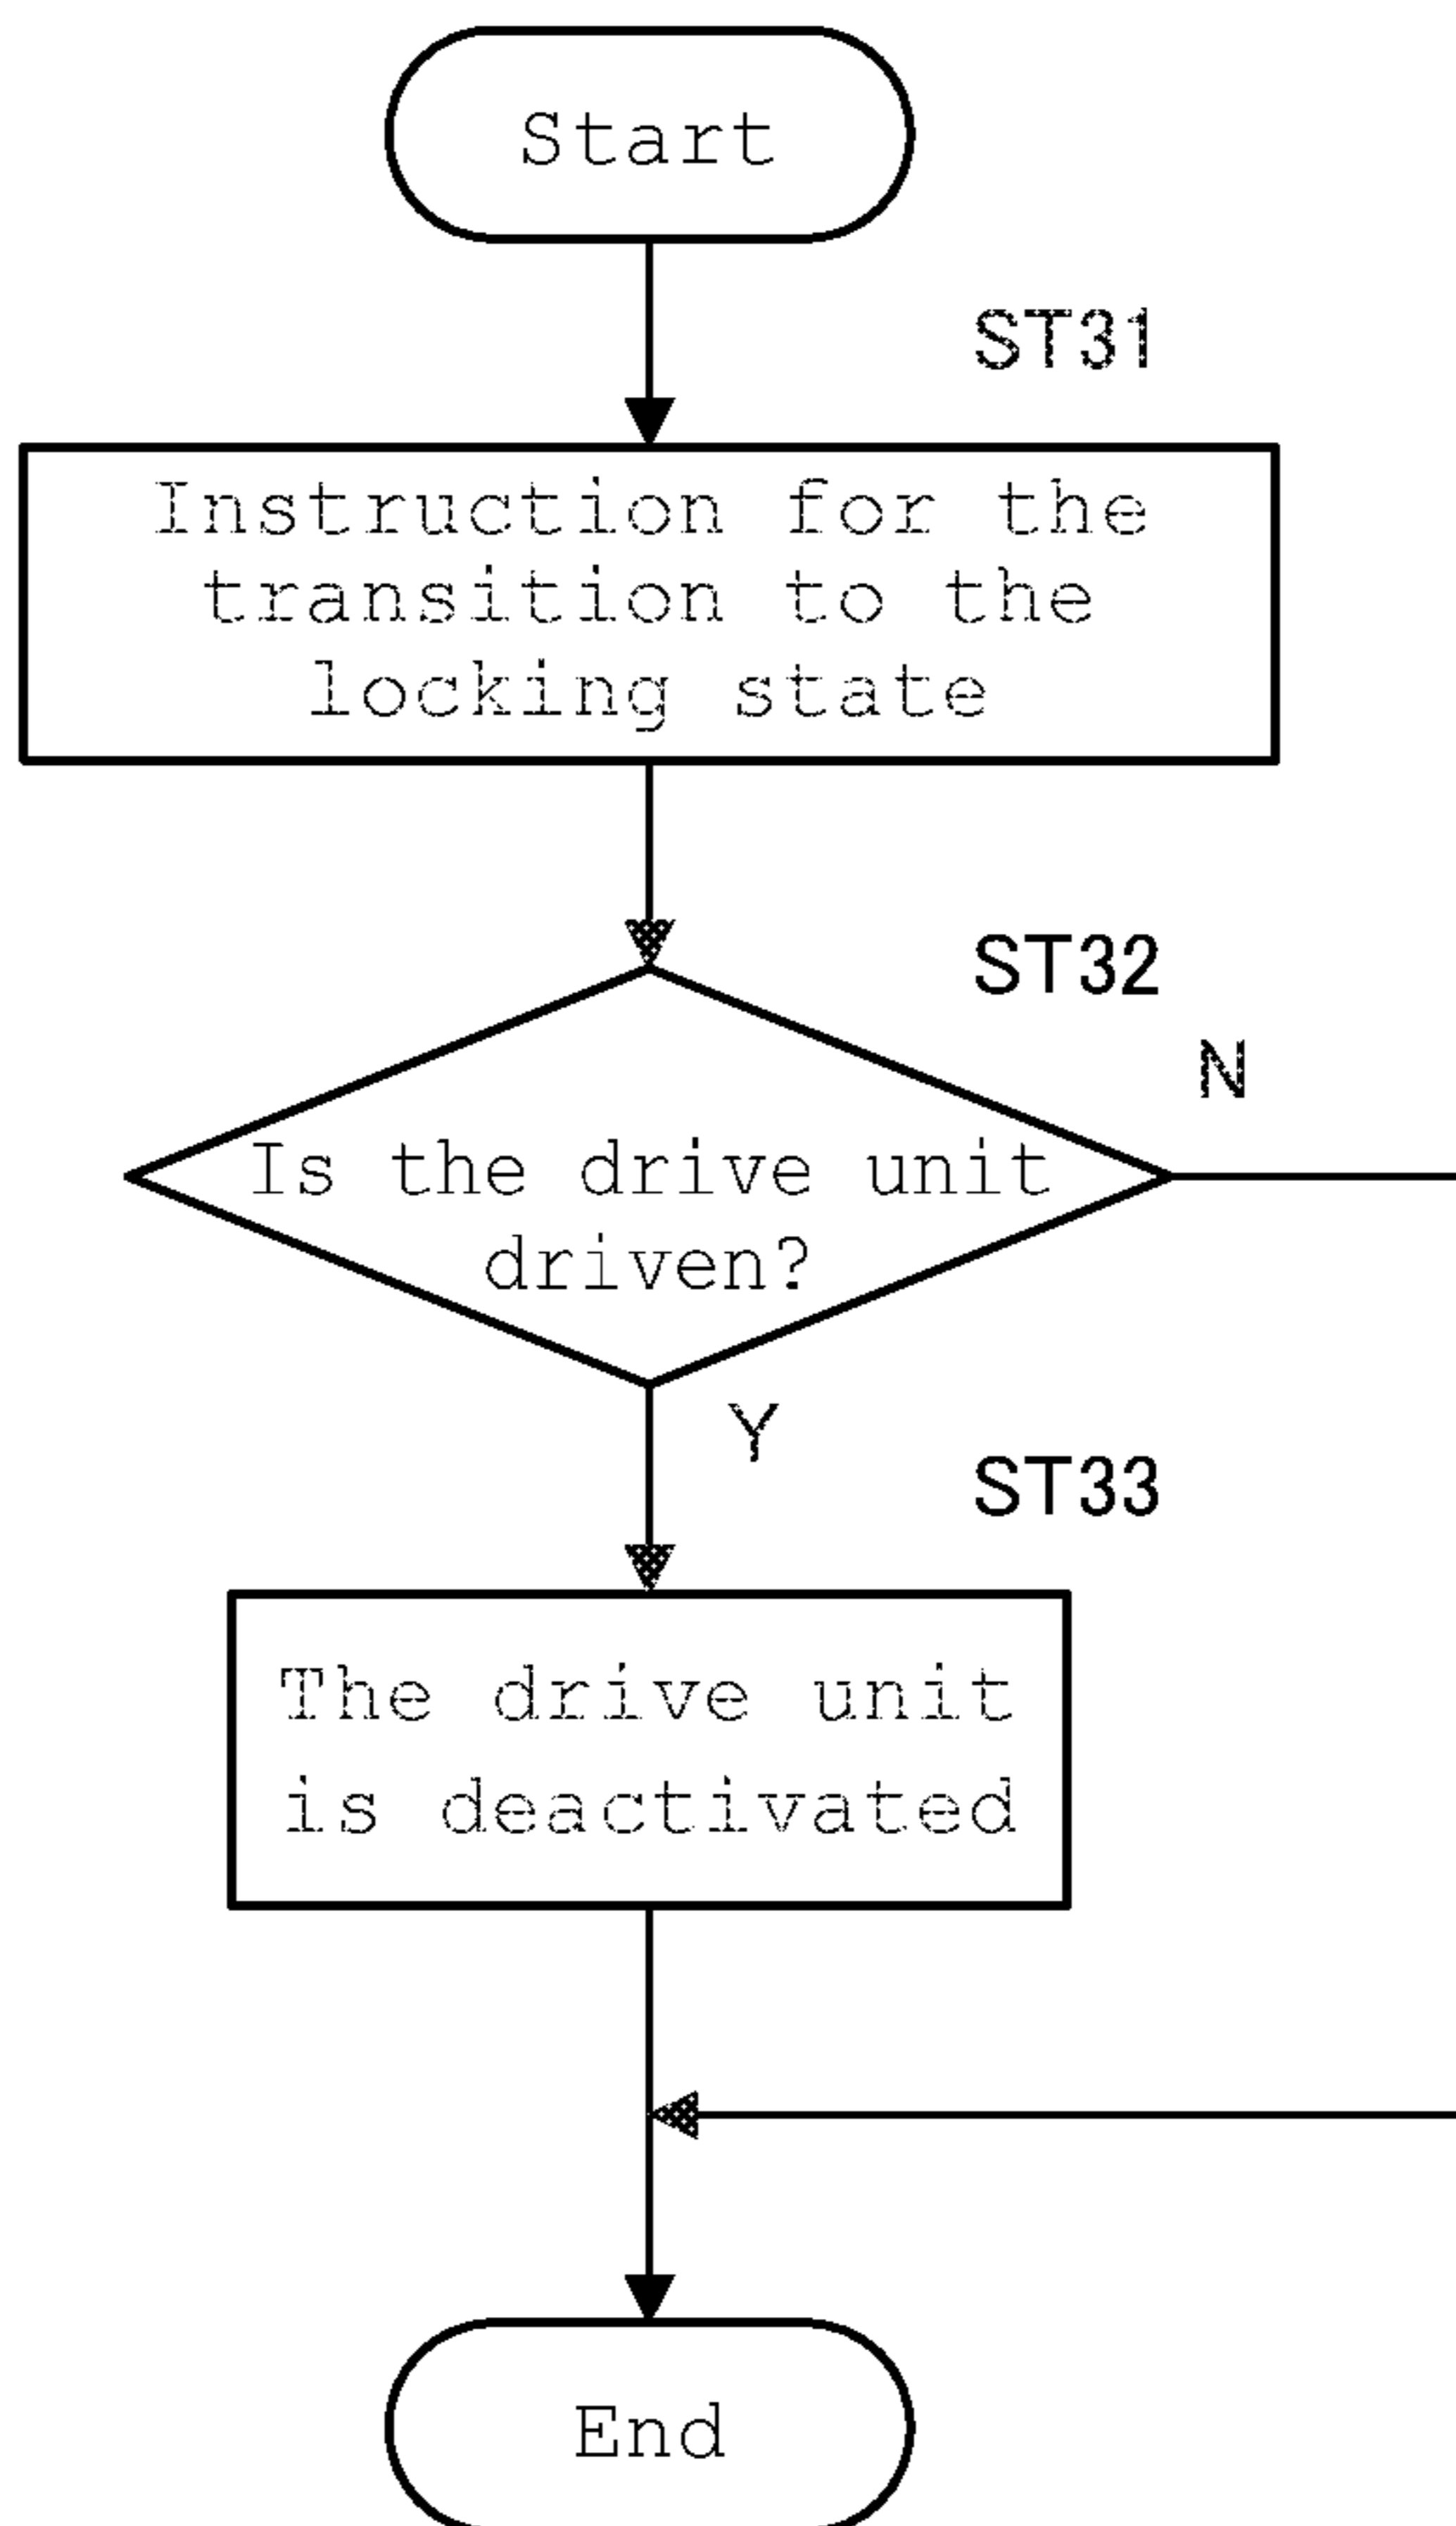 Start
ST31
Instruction for the
transition to the
locking state
ST32
N
Is the drive unit
driven?
Y
ST33
The drive unit
is deactivated
End